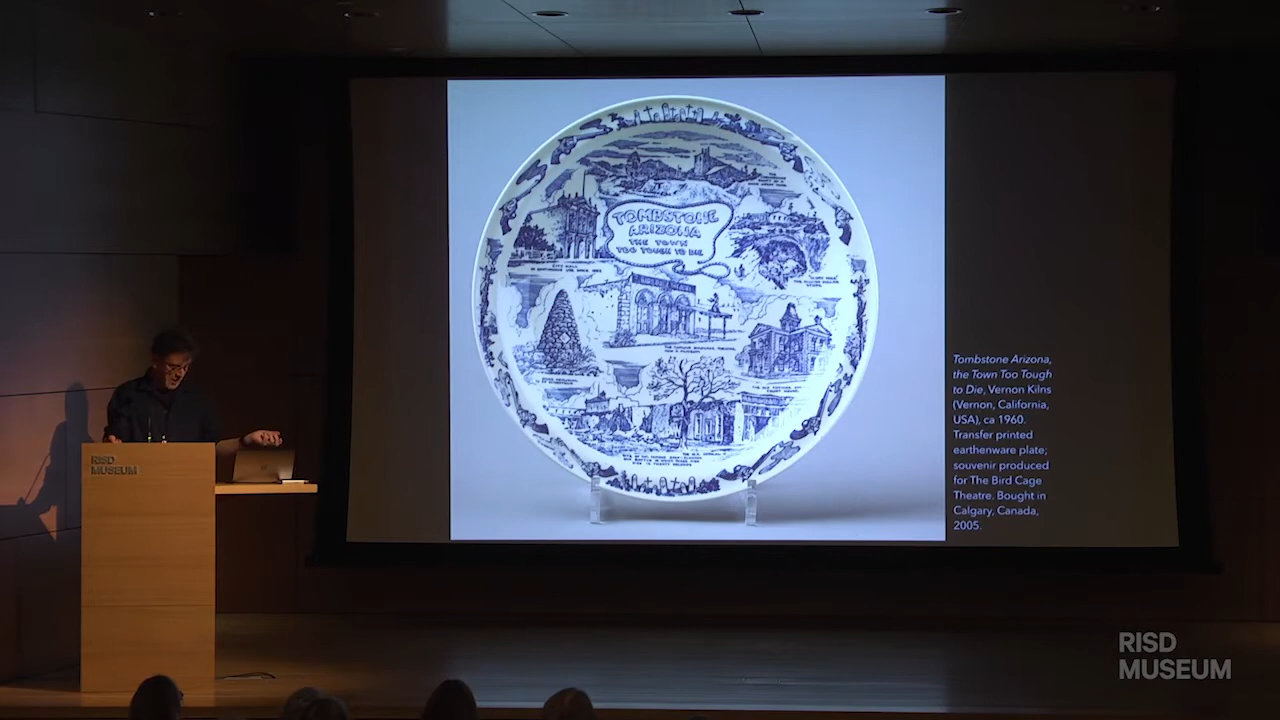 TOMBSTONE
ARIZONA
THE TOWN
TOO TOUGH TO DIE
CITY HALL
Tombstone Arizona,
the Town Too Tough
to Die, Vernon Kilns
(Vernon, California,
USA), ca 1960.
Transfer printed
earthenware plate;
souvenir produced
for The Bird Cage
Theatre. Bought in
Calgary, Canada,
2005.
RISD
MUSEUM
RISD
MUSEUM